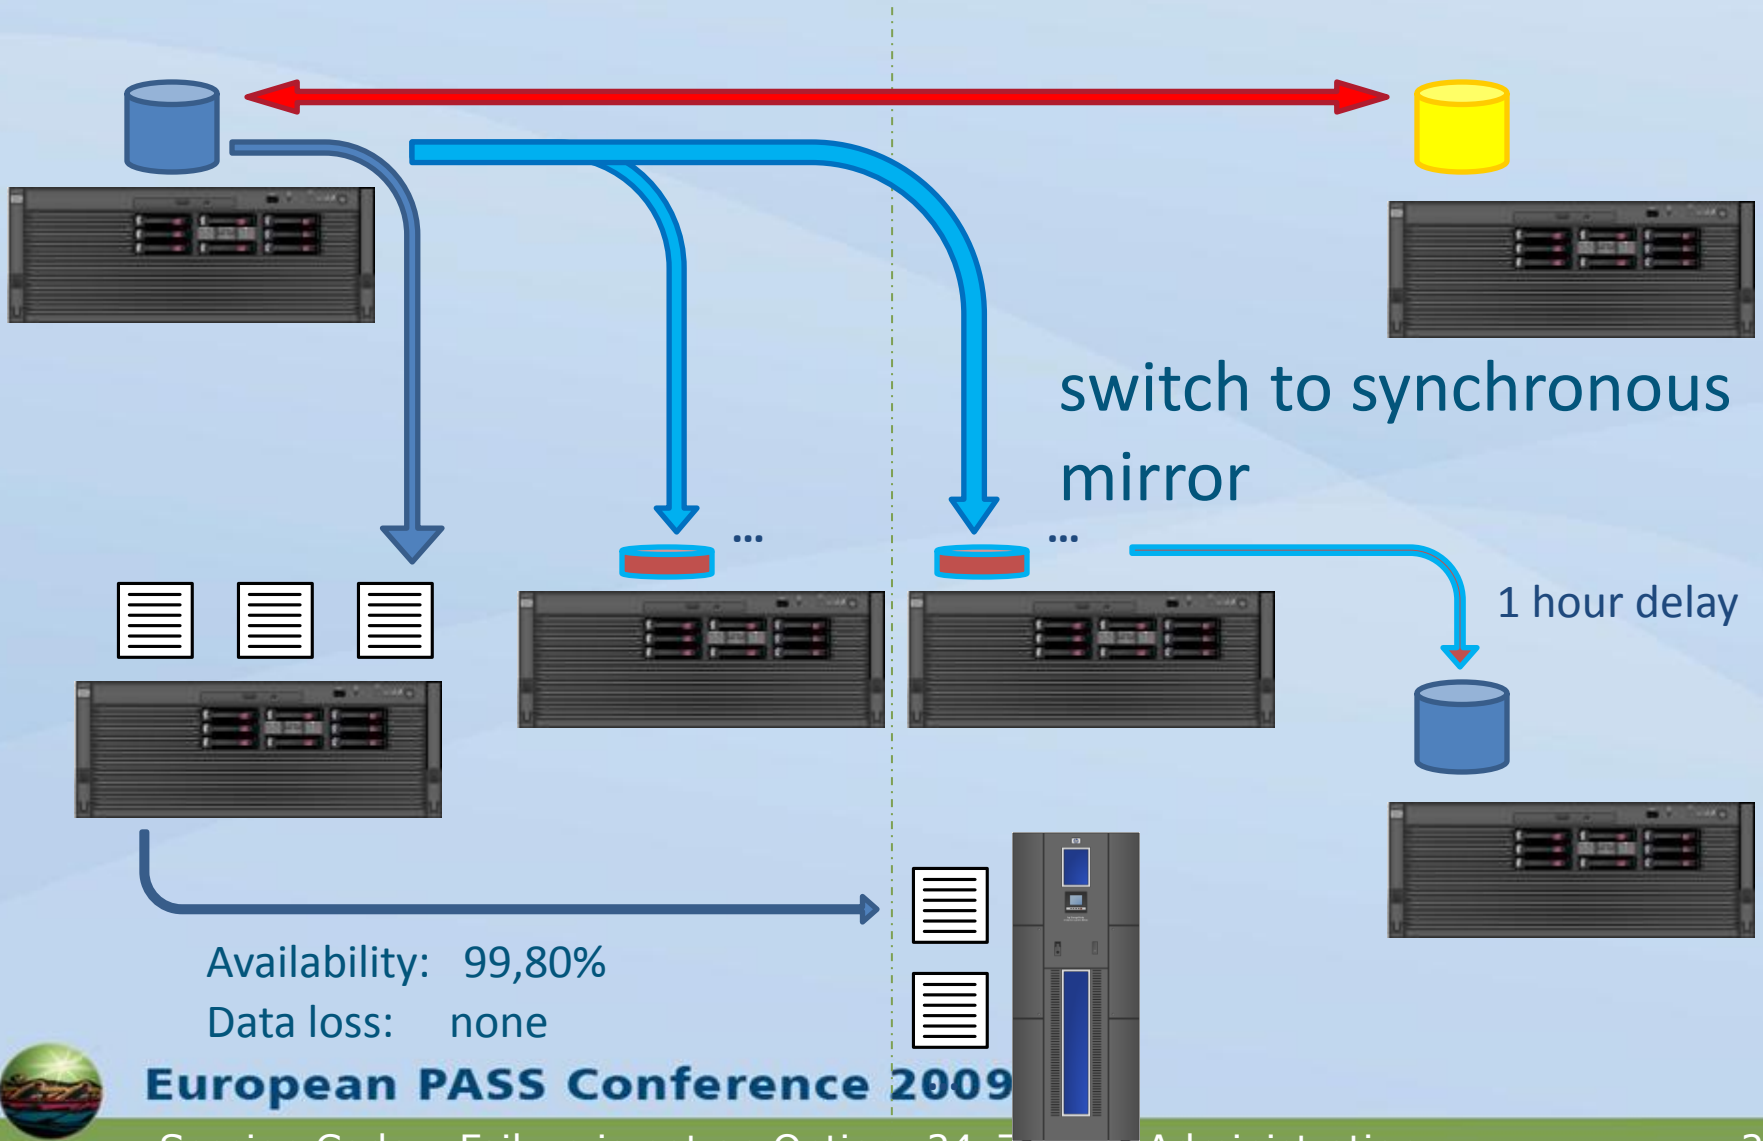 switch to synchronous
mirror
...
...
1 hour delay
Availability: 99,80%
Data loss: none
European PASS Conference 2009